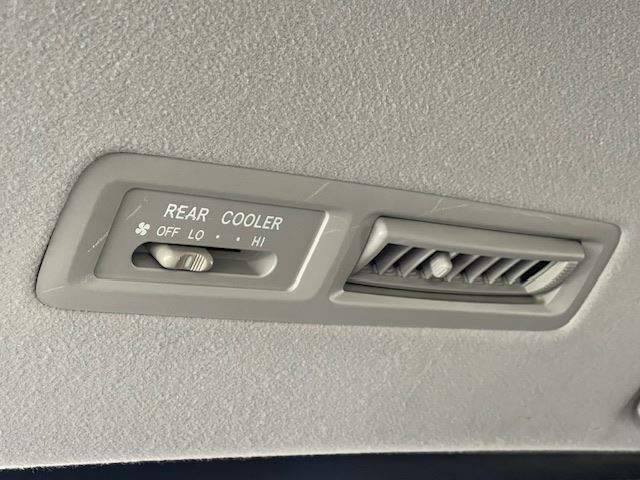 REAR COOLER
OFF LO · · HI